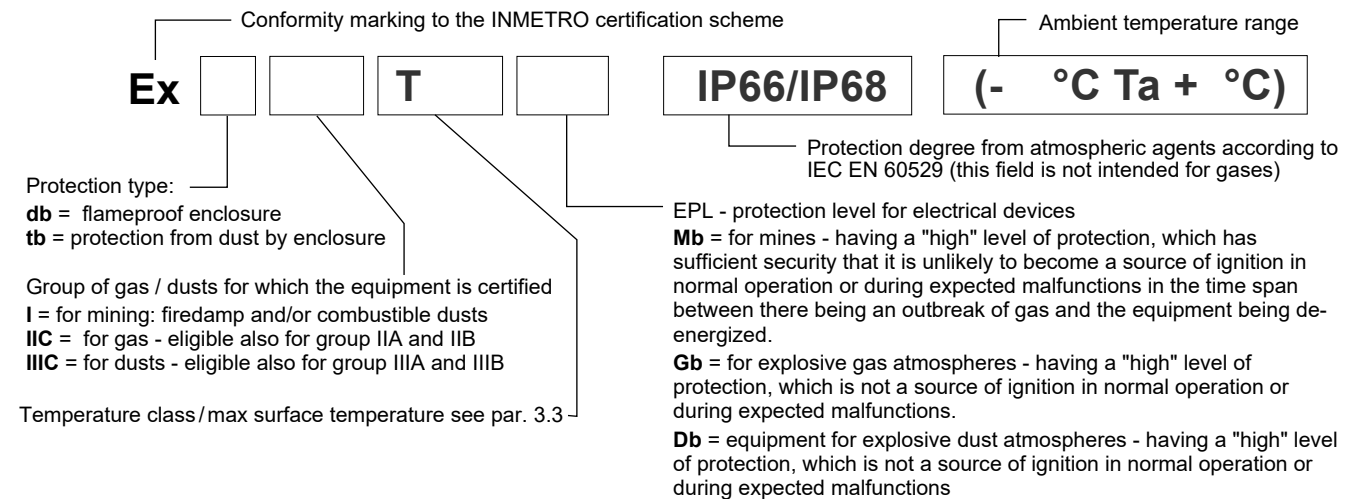 Conformity marking to the INMETRO certification scheme
Ambient temperature range
Ex T IP66/IP68 (- °C Ta + °C)
Protection degree from atmospheric agents according to
IEC EN 60529 (this field is not intended for gases)
Protection type:
db = flameproof enclosure
tb = protection from dust by enclosure
Group of gas / dusts for which the equipment is certified
I = for mining: firedamp and/or combustible dusts
IIC = for gas - eligible also for group IIA and IIB
IIIC = for dusts - eligible also for group IIIA and IIIB
Temperature class/max surface temperature see par. 3.3
EPL - protection level for electrical devices
Mb = for mines - having a "high" level of protection, which has
sufficient security that it is unlikely to become a source of ignition in
normal operation or during expected malfunctions in the time span
between there being an outbreak of gas and the equipment being de-
energized.
Gb = for explosive gas atmospheres - having a "high" level of
protection, which is not a source of ignition in normal operation or
during expected malfunctions.
Db = equipment for explosive dust atmospheres - having a "high" level
of protection, which is not a source of ignition in normal operation or
during expected malfunctions